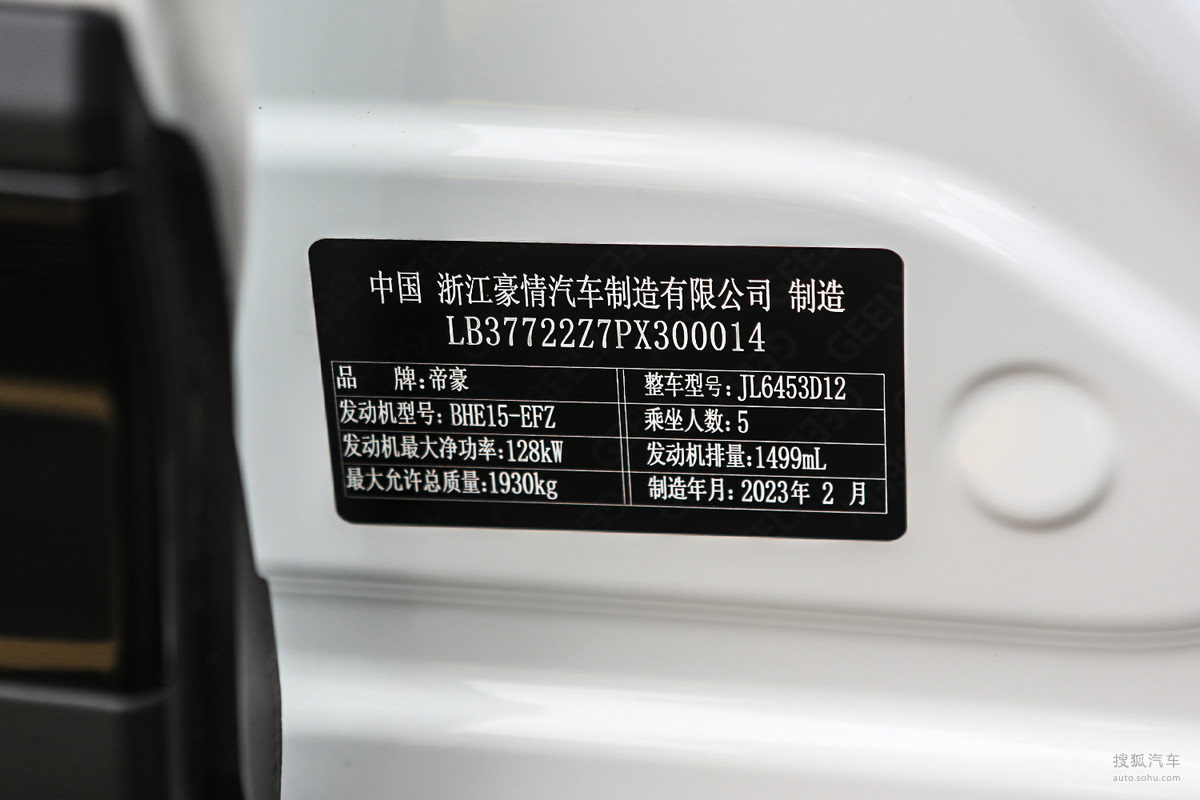 中国 浙江豪情汽车制造有限公司 制造
LB37722Z7PX300014
品 牌:帝豪 整车型号:JL6453D12
发动机型号:BHE15-EFZ 乘坐人数:5
发动机最大净功率:128kW 发动机排量:1499mL
最大允许总质量:1930kg 制造年月:2023年 2 月
搜狐汽车
auto.sohu.com